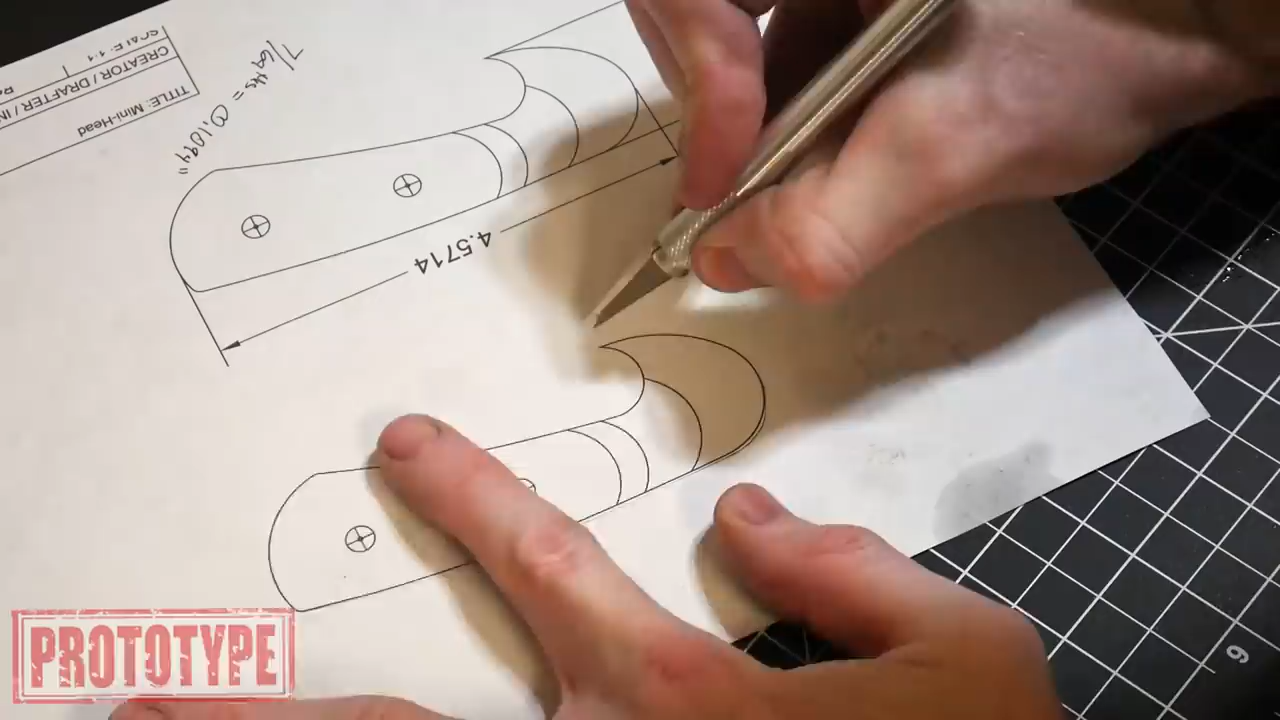 SCALE: 1:1
CREATOR / DRAFTER / IN
TITLE: Mini-Head
7/64ths = 0.1094"
4.5714
PROTOTYPE
9